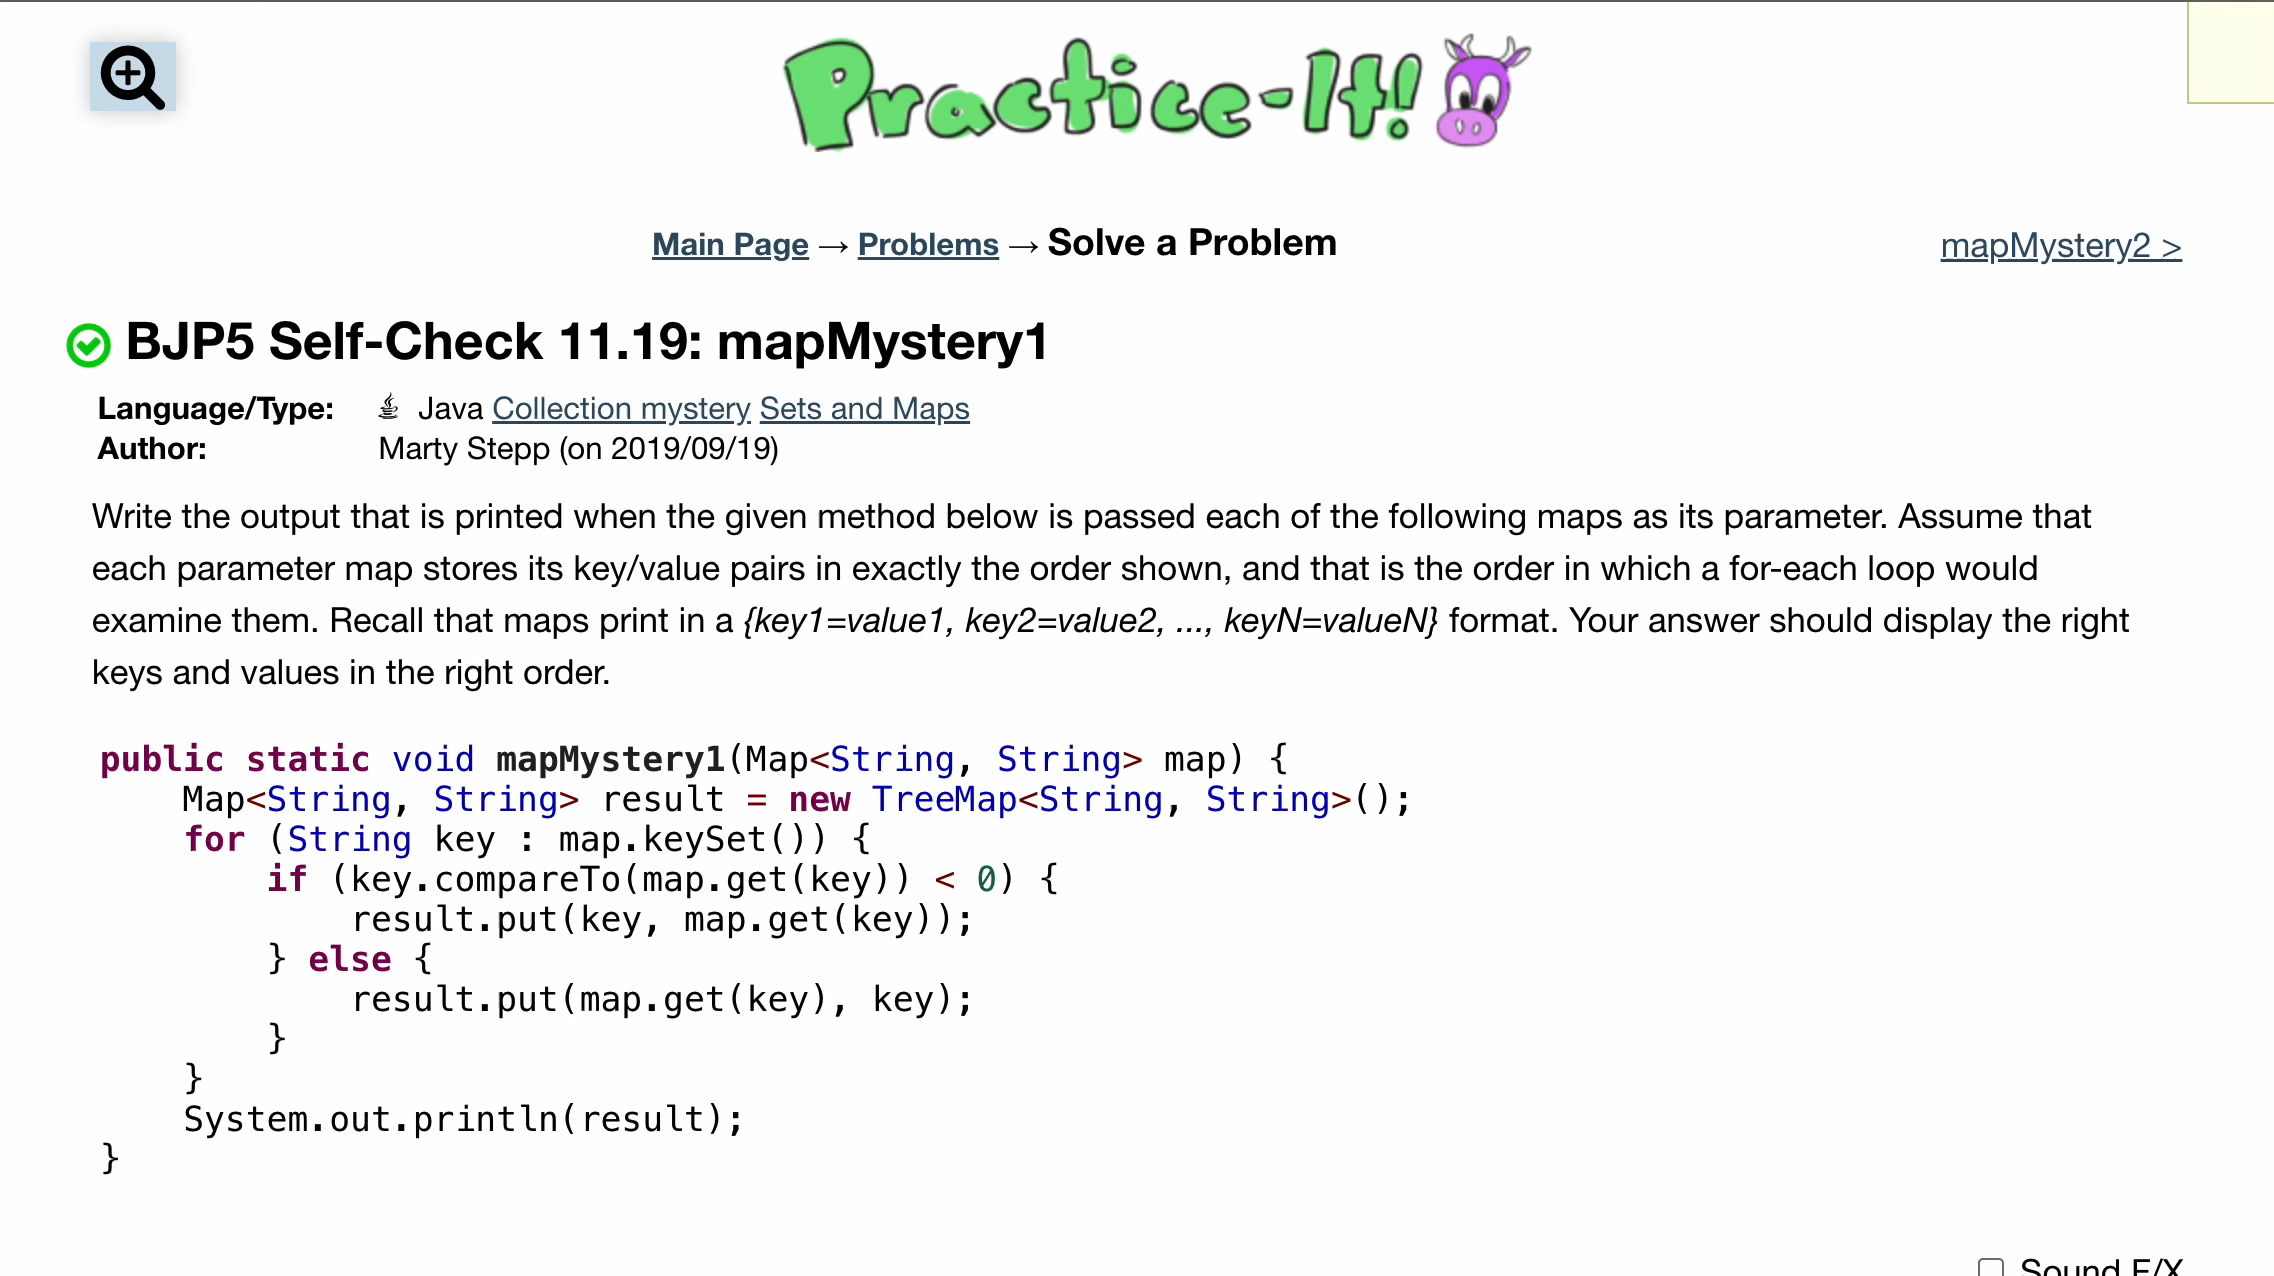 Practice-It!
Main Page → Problems → Solve a Problem
mapMystery2 >
BJP5 Self-Check 11.19: mapMystery1
Language/Type: Java Collection mystery Sets and Maps
Author: Marty Stepp (on 2019/09/19)
Write the output that is printed when the given method below is passed each of the following maps as its parameter. Assume that
each parameter map stores its key/value pairs in exactly the order shown, and that is the order in which a for-each loop would
examine them. Recall that maps print in a {key1=value1, key2=value2, ..., keyN=valueN} format. Your answer should display the right
keys and values in the right order.
public static void mapMystery1(Map<String, String> map) {
    Map<String, String> result = new TreeMap<String, String>();
    for (String key : map.keySet()) {
        if (key.compareTo(map.get(key)) < 0) {
            result.put(key, map.get(key));
        } else {
            result.put(map.get(key), key);
        }
    }
    System.out.println(result);
}
Sound F/X